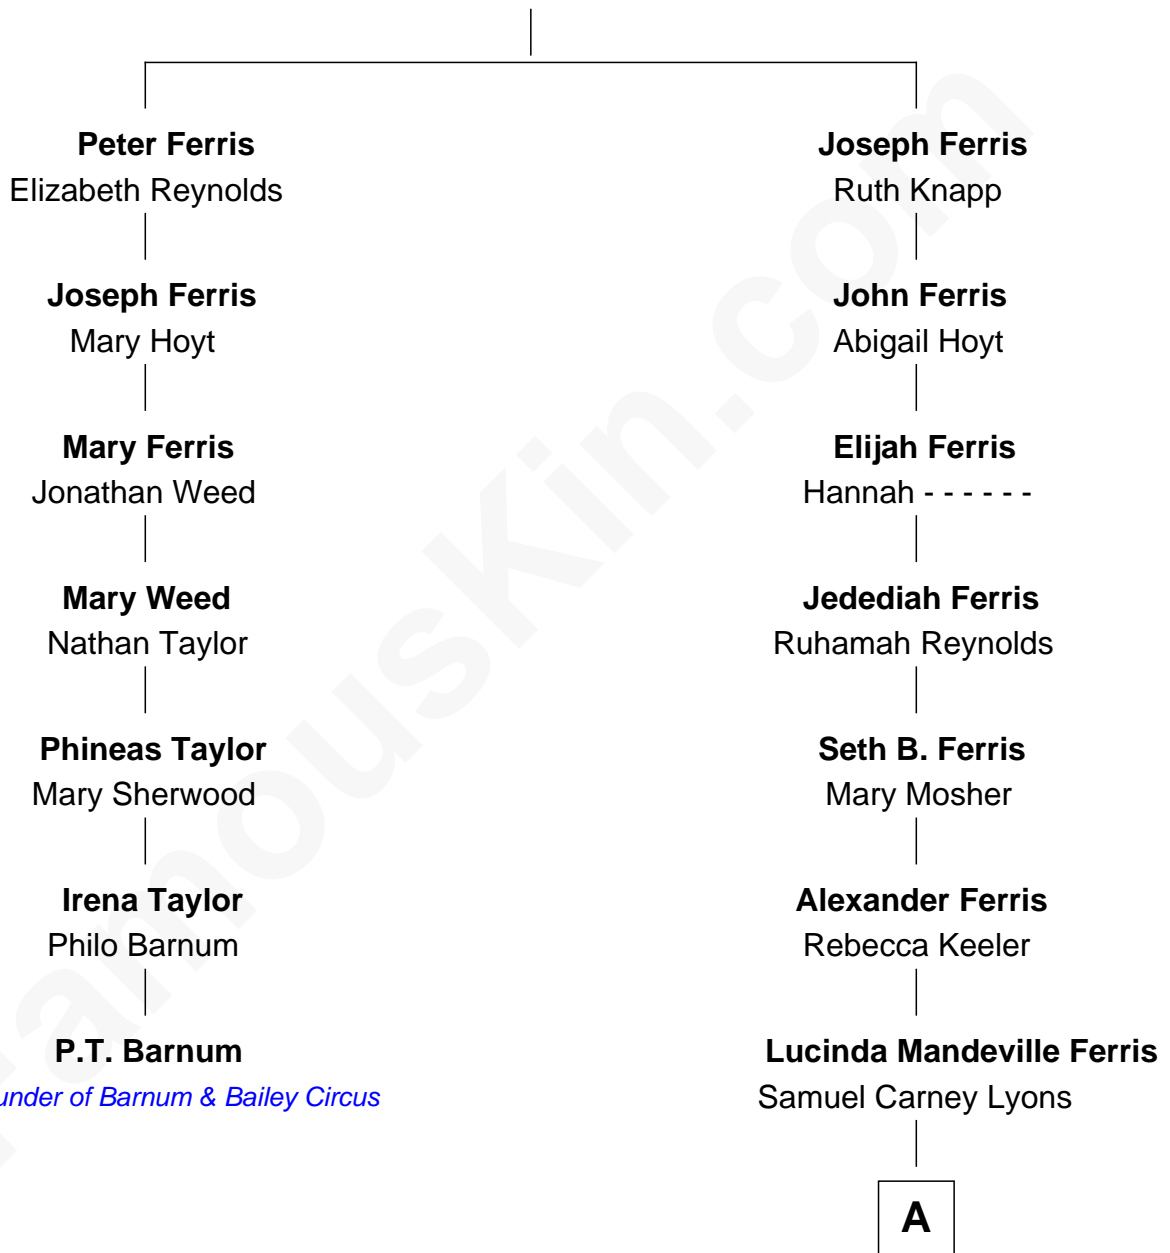 Peter Ferris
Elizabeth Reynolds
Joseph Ferris
Mary Hoyt
Mary Ferris
Jonathan Weed
Mary Weed
Nathan Taylor
Phineas Taylor
Mary Sherwood
Irena Taylor
Philo Barnum
P.T. Barnum
under of Barnum & Bailey Circus
Joseph Ferris
Ruth Knapp
John Ferris
Abigail Hoyt
Elijah Ferris
Hannah - - - - - -
Jedediah Ferris
Ruhamah Reynolds
Seth B. Ferris
Mary Mosher
Alexander Ferris
Rebecca Keeler
Lucinda Mandeville Ferris
Samuel Carney Lyons
A
FamousKin.com